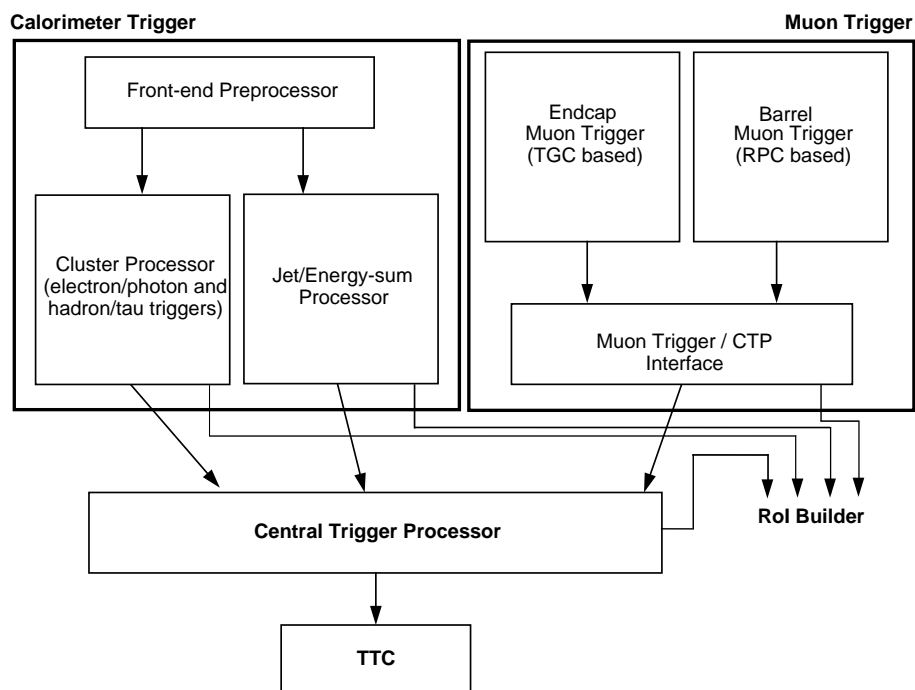 Calorimeter Trigger
Muon Trigger
Front-end Preprocessor
Endcap
Muon Trigger
(TGC based)
Barrel
Muon Trigger
(RPC based)
Cluster Processor
(electron/photon and
hadron/tau triggers)
Jet/Energy-sum
Processor
Muon Trigger / CTP
Interface
Central Trigger Processor
RoI Builder
TTC